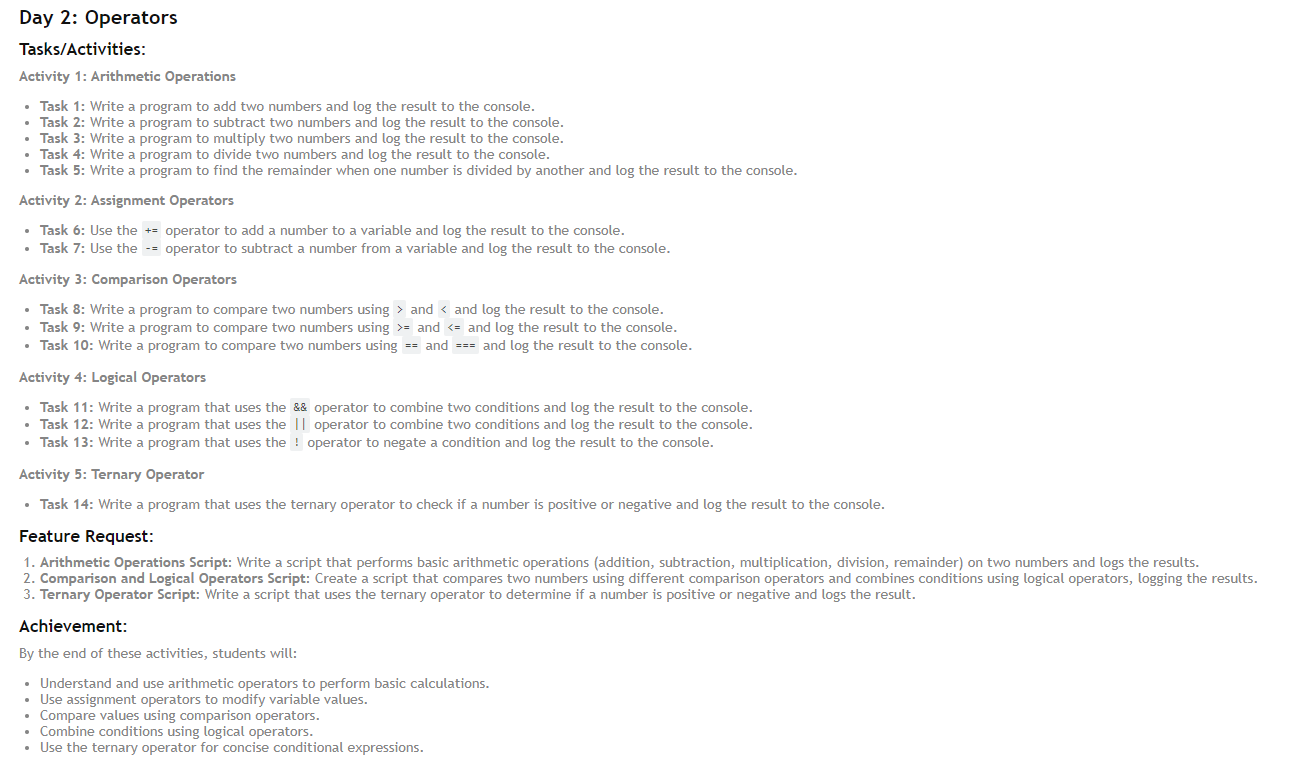 Day 2: Operators
Tasks/Activities:
Activity 1: Arithmetic Operations
• Task 1: Write a program to add two numbers and log the result to the console.
• Task 2: Write a program to subtract two numbers and log the result to the console.
• Task 3: Write a program to multiply two numbers and log the result to the console.
• Task 4: Write a program to divide two numbers and log the result to the console.
• Task 5: Write a program to find the remainder when one number is divided by another and log the result to the console.
Activity 2: Assignment Operators
• Task 6: Use the += operator to add a number to a variable and log the result to the console.
• Task 7: Use the -= operator to subtract a number from a variable and log the result to the console.
Activity 3: Comparison Operators
• Task 8: Write a program to compare two numbers using > and < and log the result to the console.
• Task 9: Write a program to compare two numbers using >= and <= and log the result to the console.
• Task 10: Write a program to compare two numbers using == and === and log the result to the console.
Activity 4: Logical Operators
• Task 11: Write a program that uses the && operator to combine two conditions and log the result to the console.
• Task 12: Write a program that uses the || operator to combine two conditions and log the result to the console.
• Task 13: Write a program that uses the ! operator to negate a condition and log the result to the console.
Activity 5: Ternary Operator
• Task 14: Write a program that uses the ternary operator to check if a number is positive or negative and log the result to the console.
Feature Request:
1. Arithmetic Operations Script: Write a script that performs basic arithmetic operations (addition, subtraction, multiplication, division, remainder) on two numbers and logs the results.
2. Comparison and Logical Operators Script: Create a script that compares two numbers using different comparison operators and combines conditions using logical operators, logging the results.
3. Ternary Operator Script: Write a script that uses the ternary operator to determine if a number is positive or negative and logs the result.
Achievement:
By the end of these activities, students will:
• Understand and use arithmetic operators to perform basic calculations.
• Use assignment operators to modify variable values.
• Compare values using comparison operators.
• Combine conditions using logical operators.
• Use the ternary operator for concise conditional expressions.